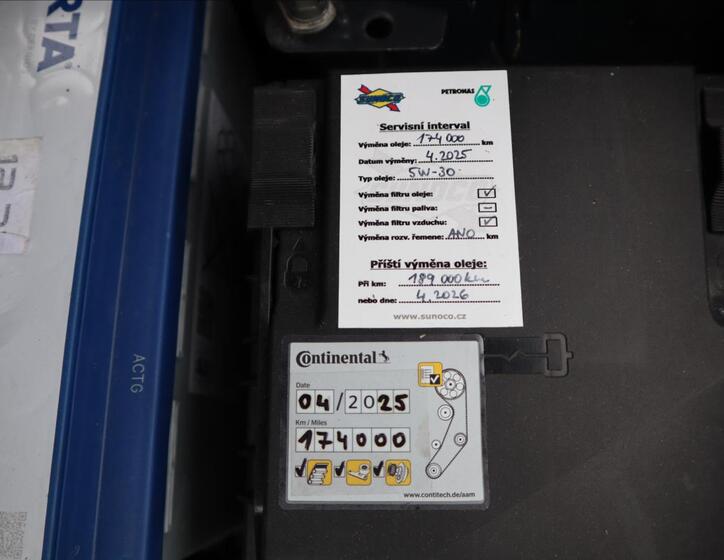 RTA
ACTG
SUNOCO
PETRONAS
Servisní interval
Výměna oleje: 174 000 km
Datum výměny: 4.2025
Typ oleje: 5W-30
Výměna filtru oleje: ✓
Výměna filtru paliva: –
Výměna filtru vzduchu: ✓
Výměna rozv. řemene: ANO km
Příští výměna oleje:
Při km: 189 000 km
nebo dne: 4.2026
www.sunoco.cz
Continental
Date
04/2025
Km / Miles
174000
www.contitech.de/aam